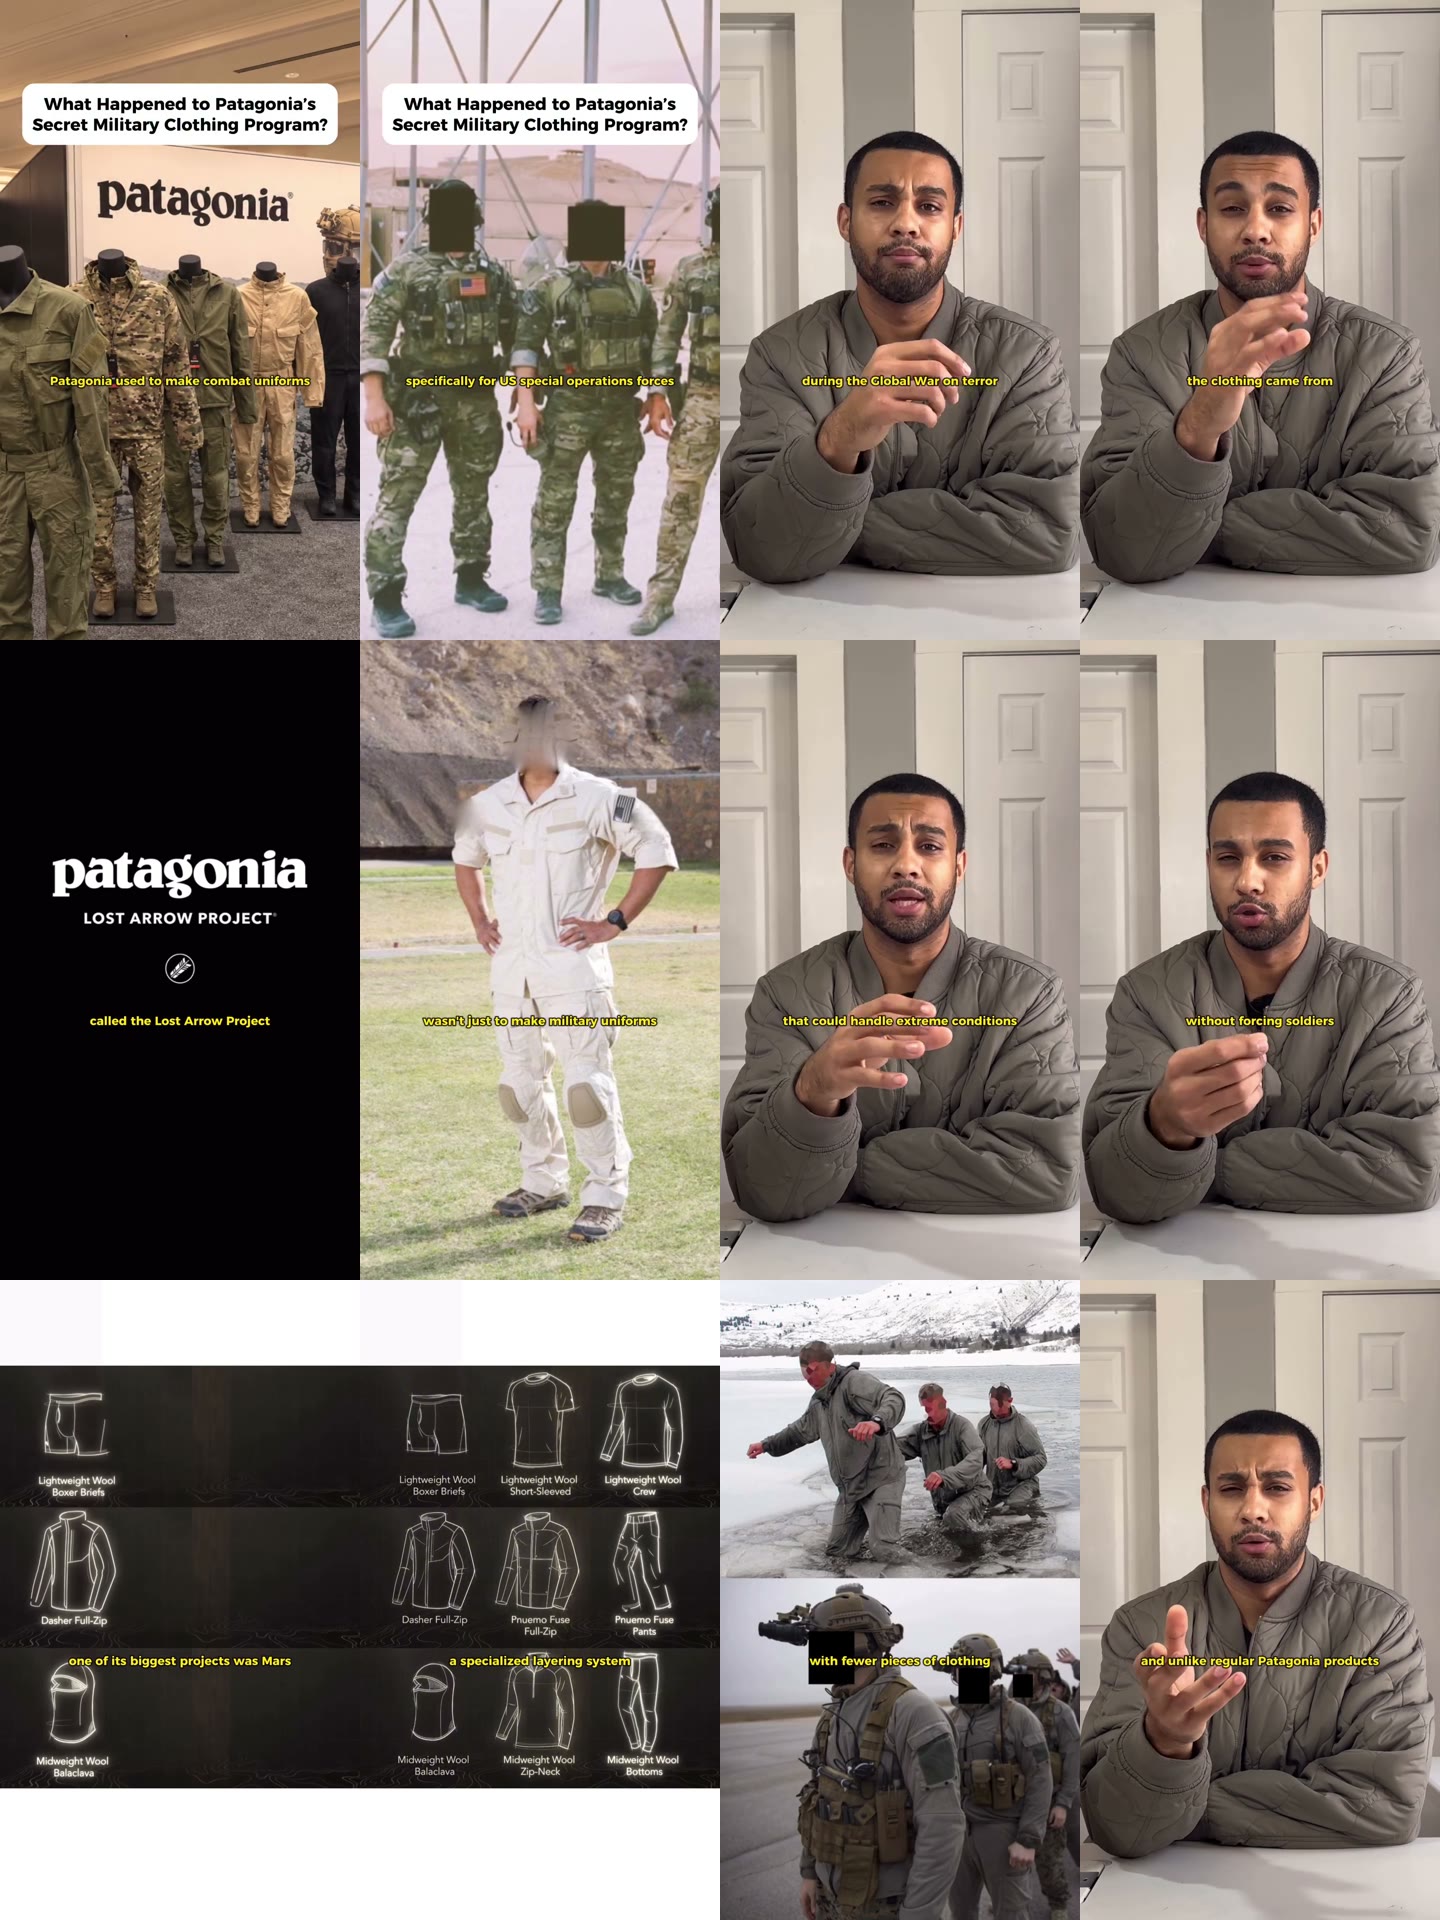 What Happened to Patagonia's
Secret Military Clothing Program?
patagonia®
Patagonia used to make combat uniforms
What Happened to Patagonia's
Secret Military Clothing Program?
specifically for US special operations forces
during the Global War on terror
the clothing came from
patagonia
LOST ARROW PROJECT®
called the Lost Arrow Project
wasn't just to make military uniforms
that could handle extreme conditions
without forcing soldiers
Lightweight Wool
Boxer Briefs
Dasher Full-Zip
one of its biggest projects was Mars
Midweight Wool
Balaclava
Lightweight Wool
Boxer Briefs
Lightweight Wool
Short-Sleeved
Lightweight Wool
Crew
Dasher Full-Zip
Pnuemo Fuse
Full-Zip
Pnuemo Fuse
Pants
a specialized layering system
Midweight Wool
Balaclava
Midweight Wool
Zip-Neck
Midweight Wool
Bottoms
with fewer pieces of clothing
and unlike regular Patagonia products